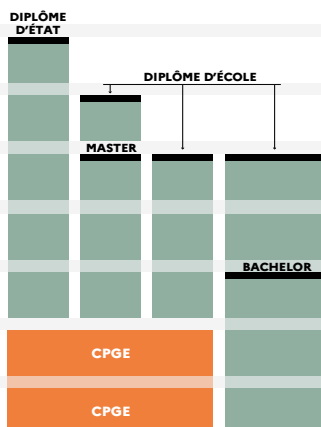 DIPLÔME
D'ÉTAT
DIPLÔME D'ÉCOLE
MASTER
BACHELOR
CPGE
CPGE